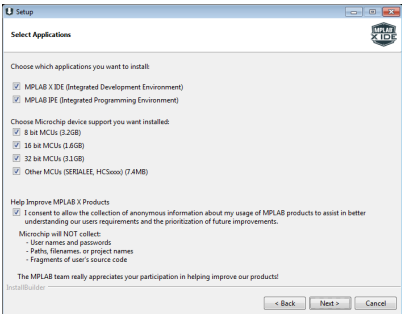 Setup
Select Applications
MPLAB
X IDE
Choose which applications you want to install:
MPLAB X IDE (Integrated Development Environment)
MPLAB IPE (Integrated Programming Environment)
Choose Microchip device support you want installed:
8 bit MCUs (3.2GB)
16 bit MCUs (1.6GB)
32 bit MCUs (3.1GB)
Other MCUs (SERIALEE, HCSxxxx) (7.4MB)
Help Improve MPLAB X Products
I consent to allow the collection of anonymous information about my usage of MPLAB products to assist in better
understanding our users requirements and the prioritization of future improvements.
Microchip will NOT collect:
- User names and passwords
- Paths, filenames. or project names
- Fragments of user's source code
The MPLAB team really appreciates your participation in helping improve our products!
InstallBuilder
< Back Next > Cancel